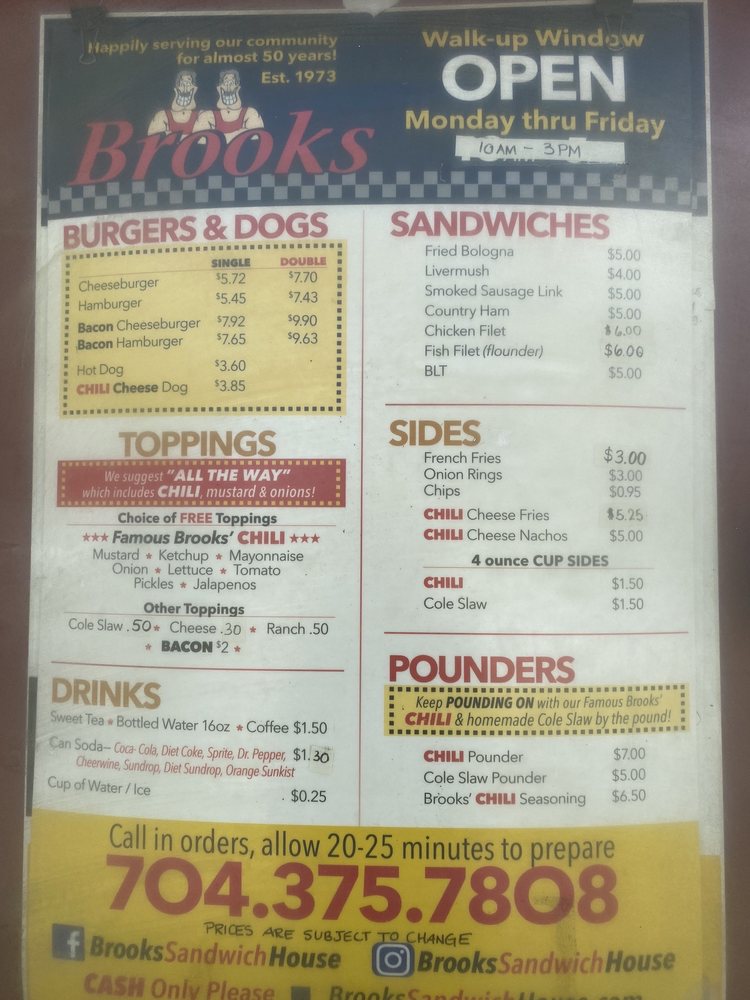 Happily serving our community
for almost 50 years!
Est. 1973
Brooks
Walk-up Window
OPEN
Monday thru Friday
10AM - 3PM
BURGERS & DOGS
SINGLE DOUBLE
Cheeseburger $5.72 $7.70
Hamburger $5.45 $7.43
Bacon Cheeseburger $7.92 $9.90
Bacon Hamburger $7.65 $9.63
Hot Dog $3.60
CHILI Cheese Dog $3.85
TOPPINGS
We suggest "ALL THE WAY"
which includes CHILI, mustard & onions!
Choice of FREE Toppings
★★★ Famous Brooks' CHILI ★★★
Mustard ★ Ketchup ★ Mayonnaise
Onion ★ Lettuce ★ Tomato
Pickles ★ Jalapenos
Other Toppings
Cole Slaw .50 ★ Cheese .30 ★ Ranch .50
★ BACON $2 ★
DRINKS
Sweet Tea ★ Bottled Water 16oz ★ Coffee $1.50
Can Soda– Coca-Cola, Diet Coke, Sprite, Dr. Pepper, $1.30
Cheerwine, Sundrop, Diet Sundrop, Orange Sunkist
Cup of Water / Ice $0.25
SANDWICHES
Fried Bologna $5.00
Livermush $4.00
Smoked Sausage Link $5.00
Country Ham $5.00
Chicken Filet $6.00
Fish Filet (flounder) $6.00
BLT $5.00
SIDES
French Fries $3.00
Onion Rings $3.00
Chips $0.95
CHILI Cheese Fries $5.25
CHILI Cheese Nachos $5.00
4 ounce CUP SIDES
CHILI $1.50
Cole Slaw $1.50
POUNDERS
Keep POUNDING ON with our Famous Brooks'
CHILI & homemade Cole Slaw by the pound!
CHILI Pounder $7.00
Cole Slaw Pounder $5.00
Brooks' CHILI Seasoning $6.50
Call in orders, allow 20-25 minutes to prepare
704.375.7808
PRICES ARE SUBJECT TO CHANGE
BrooksSandwichHouse BrooksSandwichHouse
CASH Only Please BrooksSandwichHouse.com